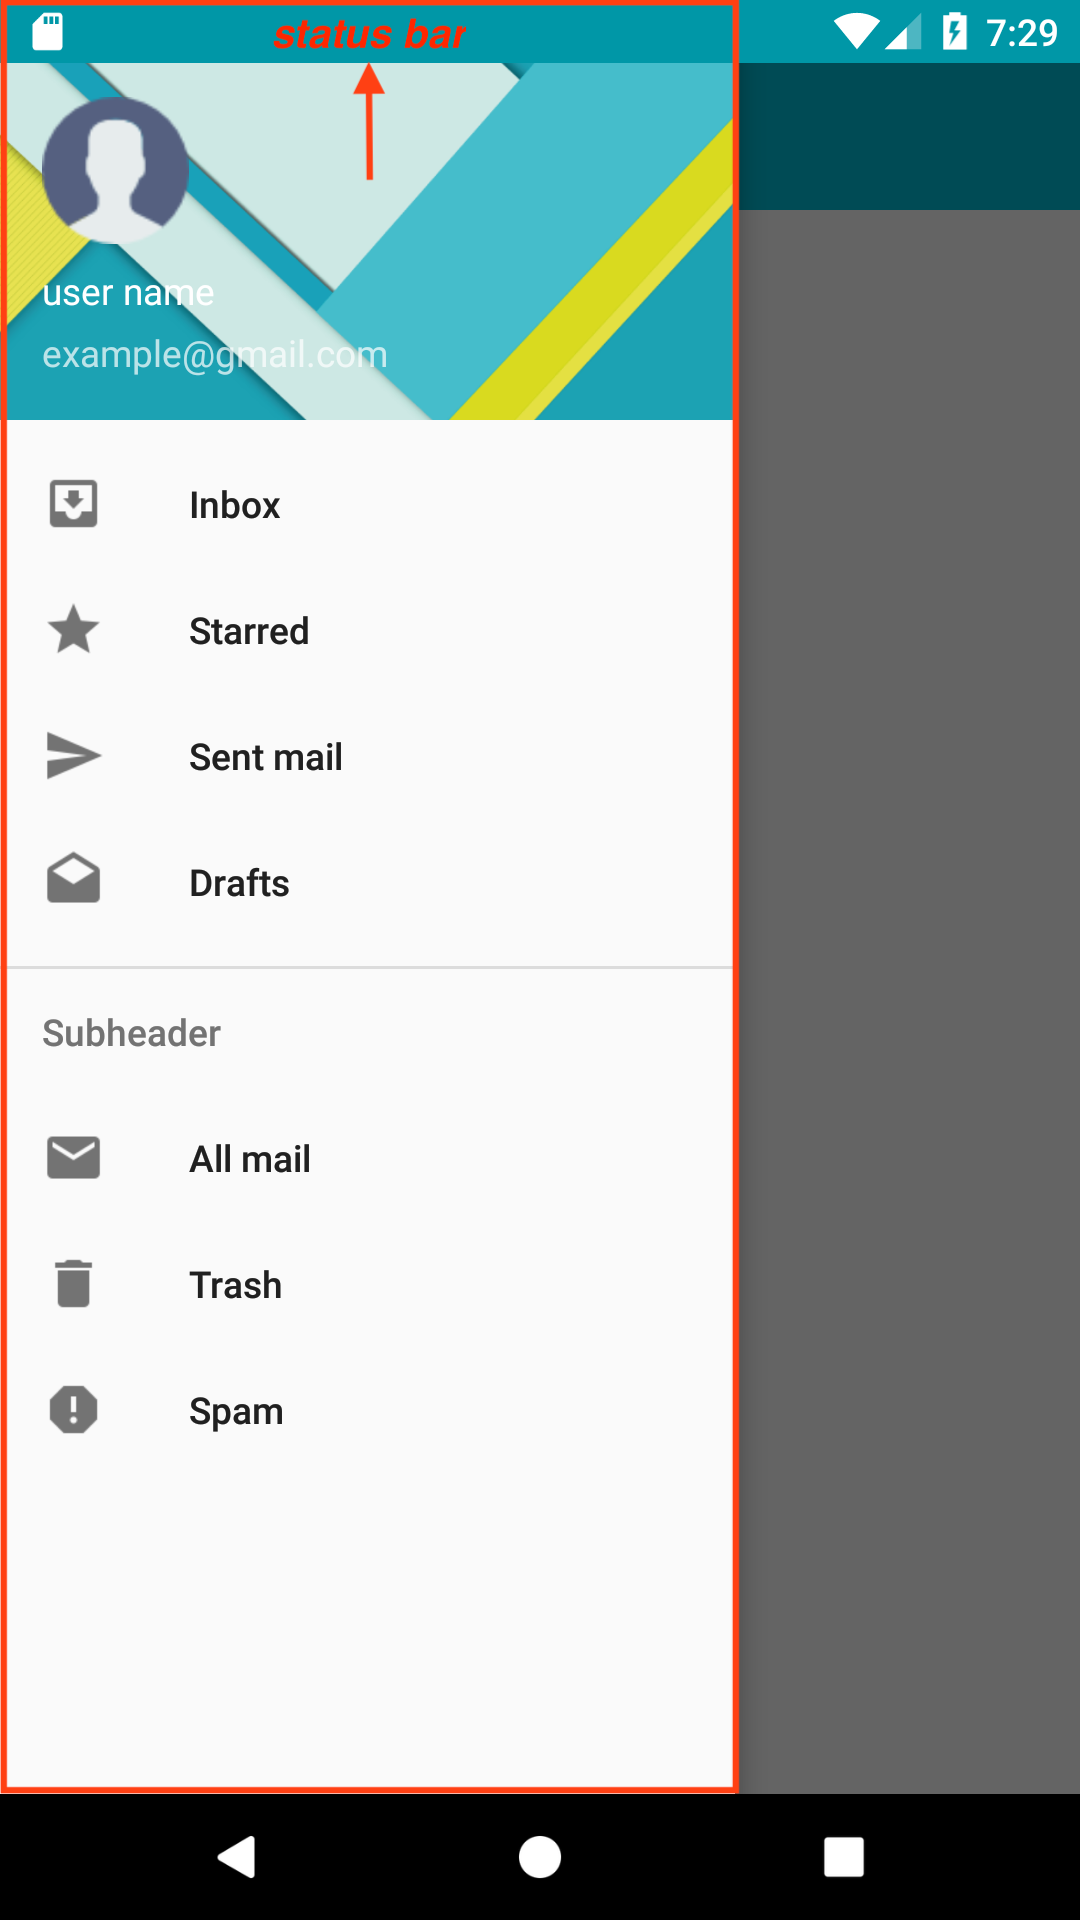 status bar
7:29
user name
example@gmail.com
Inbox
Starred
Sent mail
Drafts
Subheader
All mail
Trash
Spam